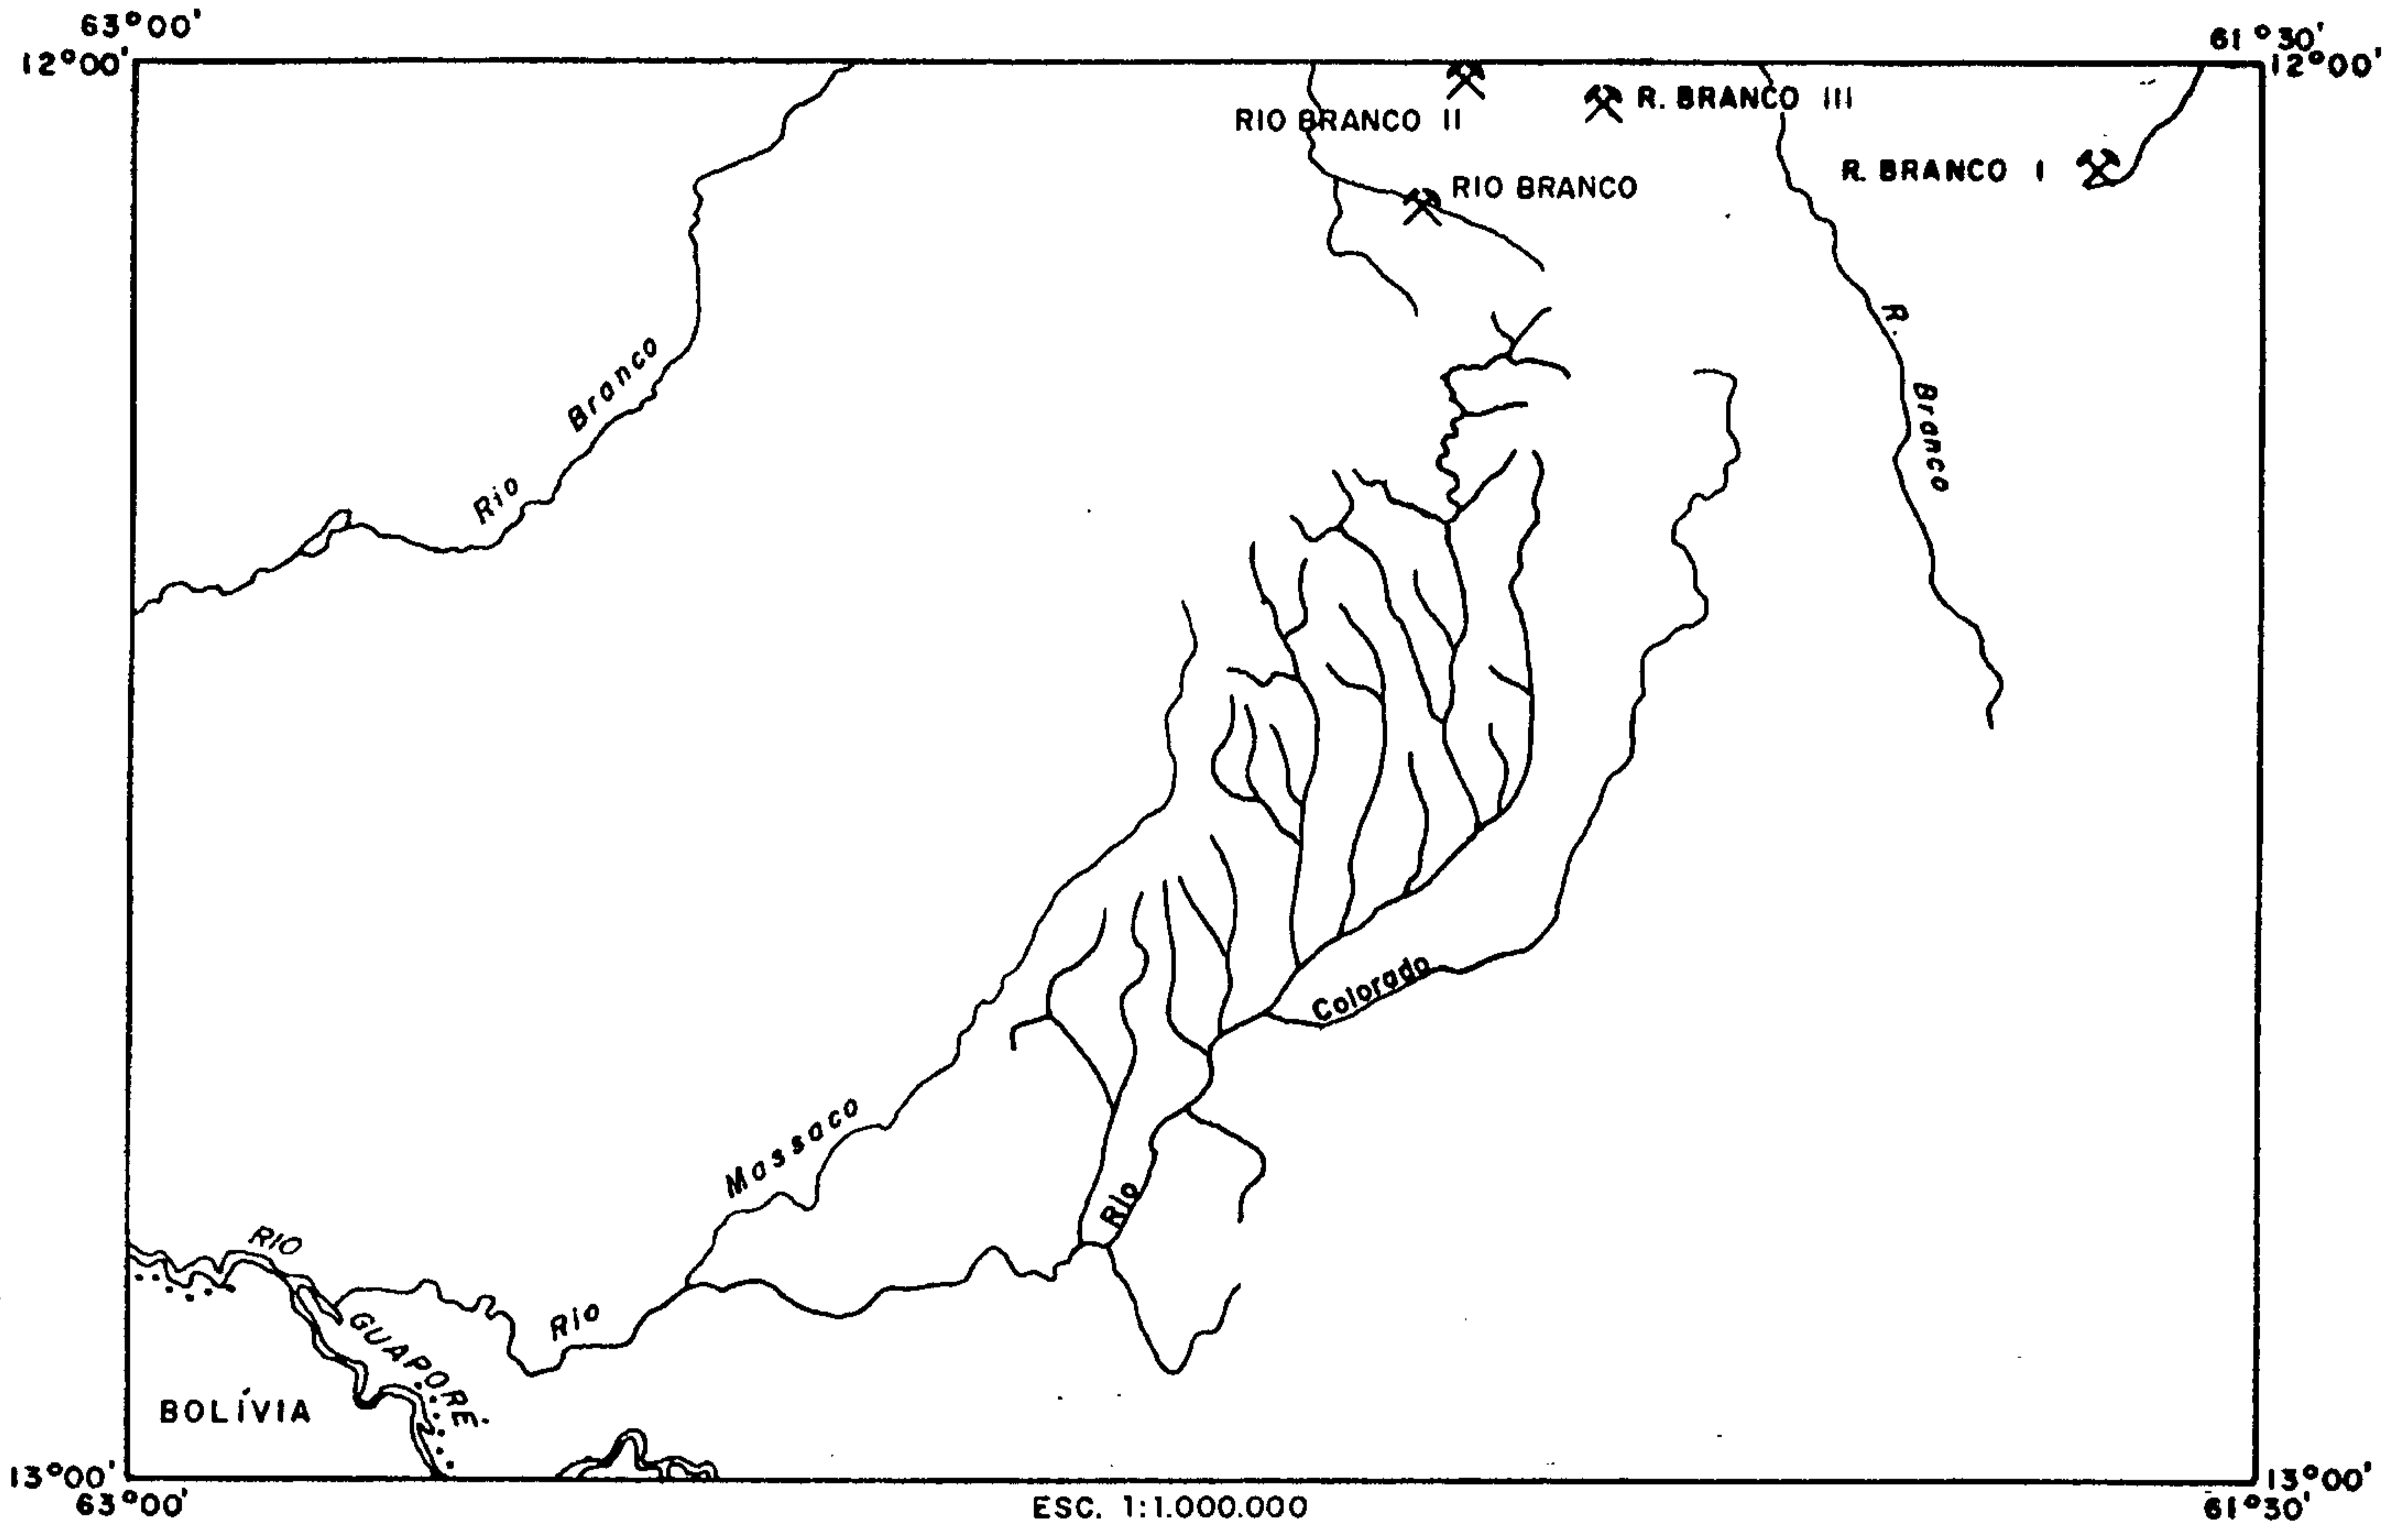 63°00'
61°30'
12°00'
12°00'
RIO BRANCO II
R. BRANCO III
R. BRANCO I
RIO BRANCO
R. Branco
Rio Branco
Colorado
Massaco
Rio
RIO GUAPORÉ
Rio
BOLÍVIA
13°00'
13°00'
63°00'
61°30'
ESC. 1:1.000.000